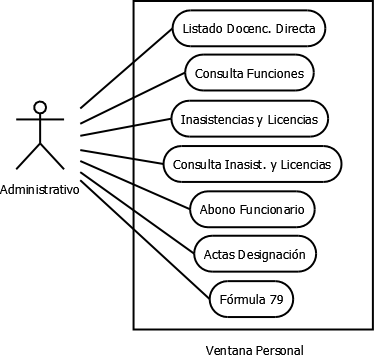 Listado Docenc. Directa
Consulta Funciones
Inasistencias y Licencias
Consulta Inasist. y Licencias
Administrativo
Abono Funcionario
Actas Designación
Fórmula 79
Ventana Personal